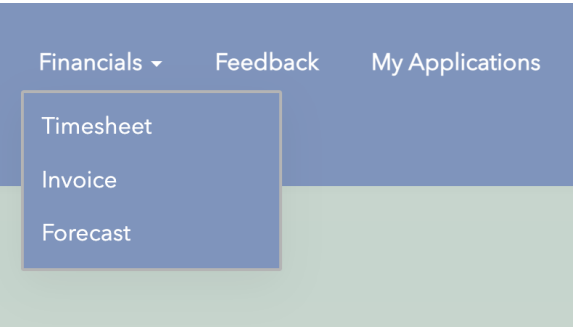 Financials Feedback My Applications
Timesheet
Invoice
Forecast